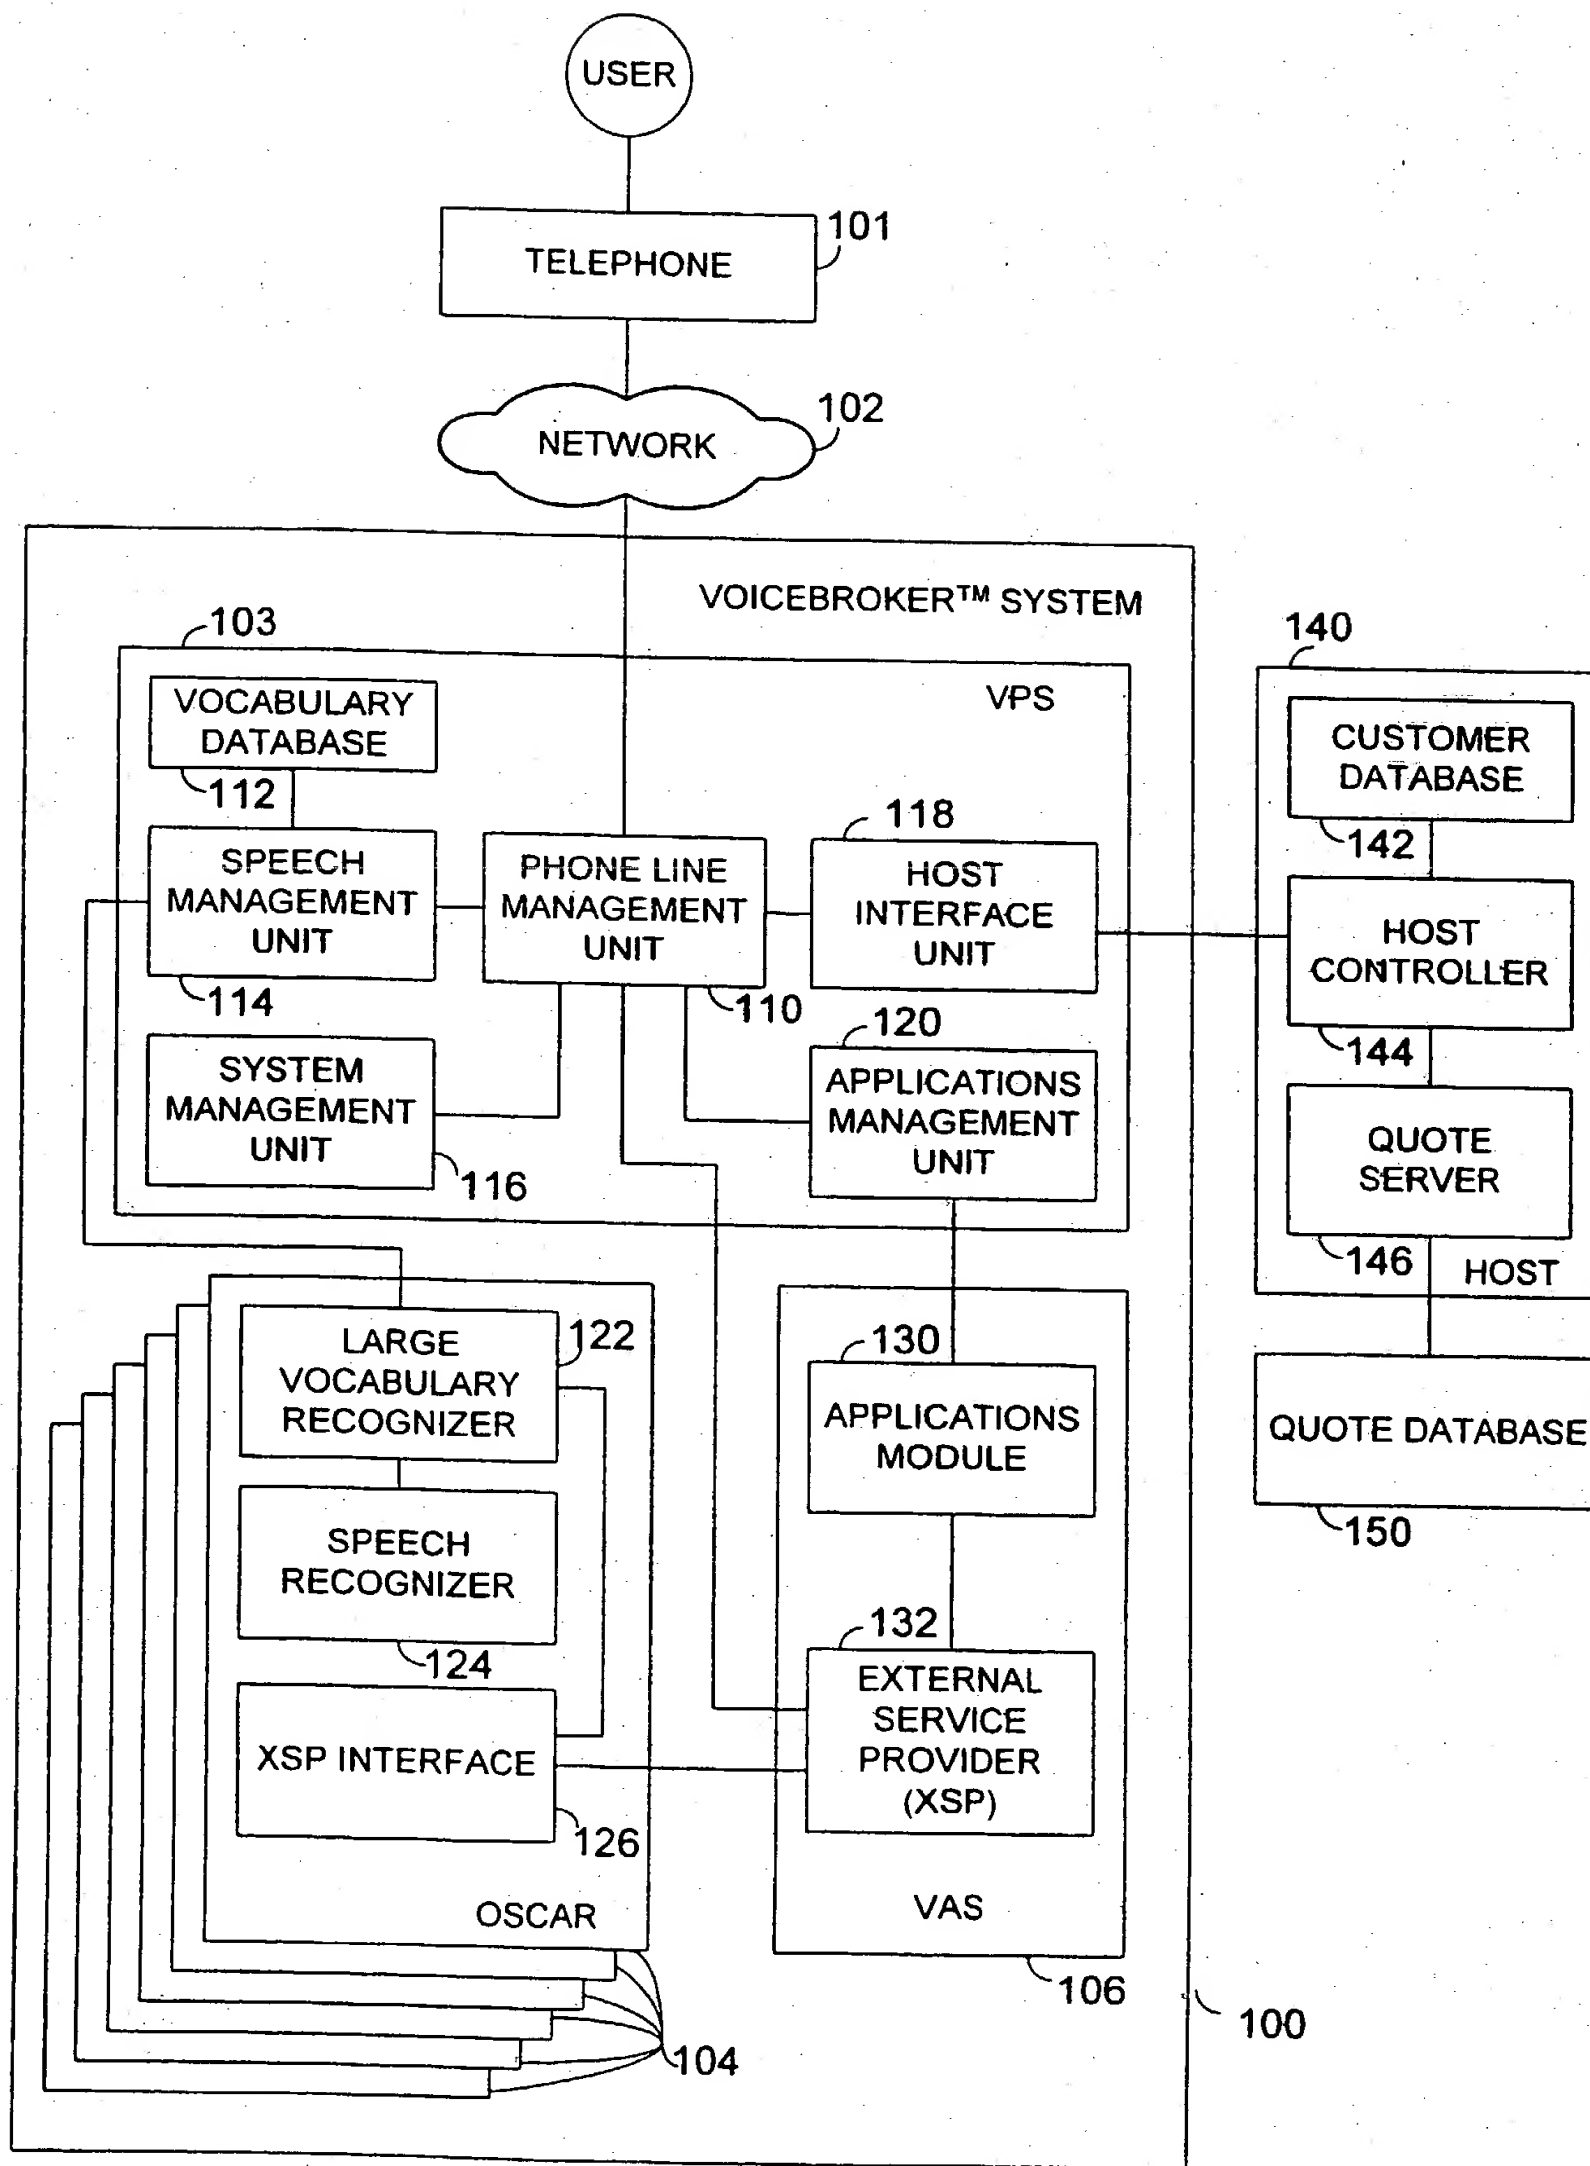 USER
101
TELEPHONE
102
NETWORK
VOICEBROKER™ SYSTEM
103
VPS
VOCABULARY
DATABASE
112
SPEECH
MANAGEMENT
UNIT
114
PHONE LINE
MANAGEMENT
UNIT
110
118
HOST
INTERFACE
UNIT
SYSTEM
MANAGEMENT
UNIT
116
120
APPLICATIONS
MANAGEMENT
UNIT
140
CUSTOMER
DATABASE
142
HOST
CONTROLLER
144
QUOTE
SERVER
146
HOST
QUOTE DATABASE
150
LARGE
VOCABULARY
RECOGNIZER
122
SPEECH
RECOGNIZER
124
XSP INTERFACE
126
OSCAR
104
130
APPLICATIONS
MODULE
132
EXTERNAL
SERVICE
PROVIDER
(XSP)
VAS
106
100